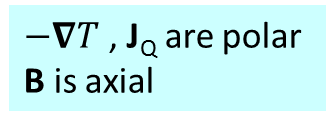 −∇T , J_Q are polar
B is axial